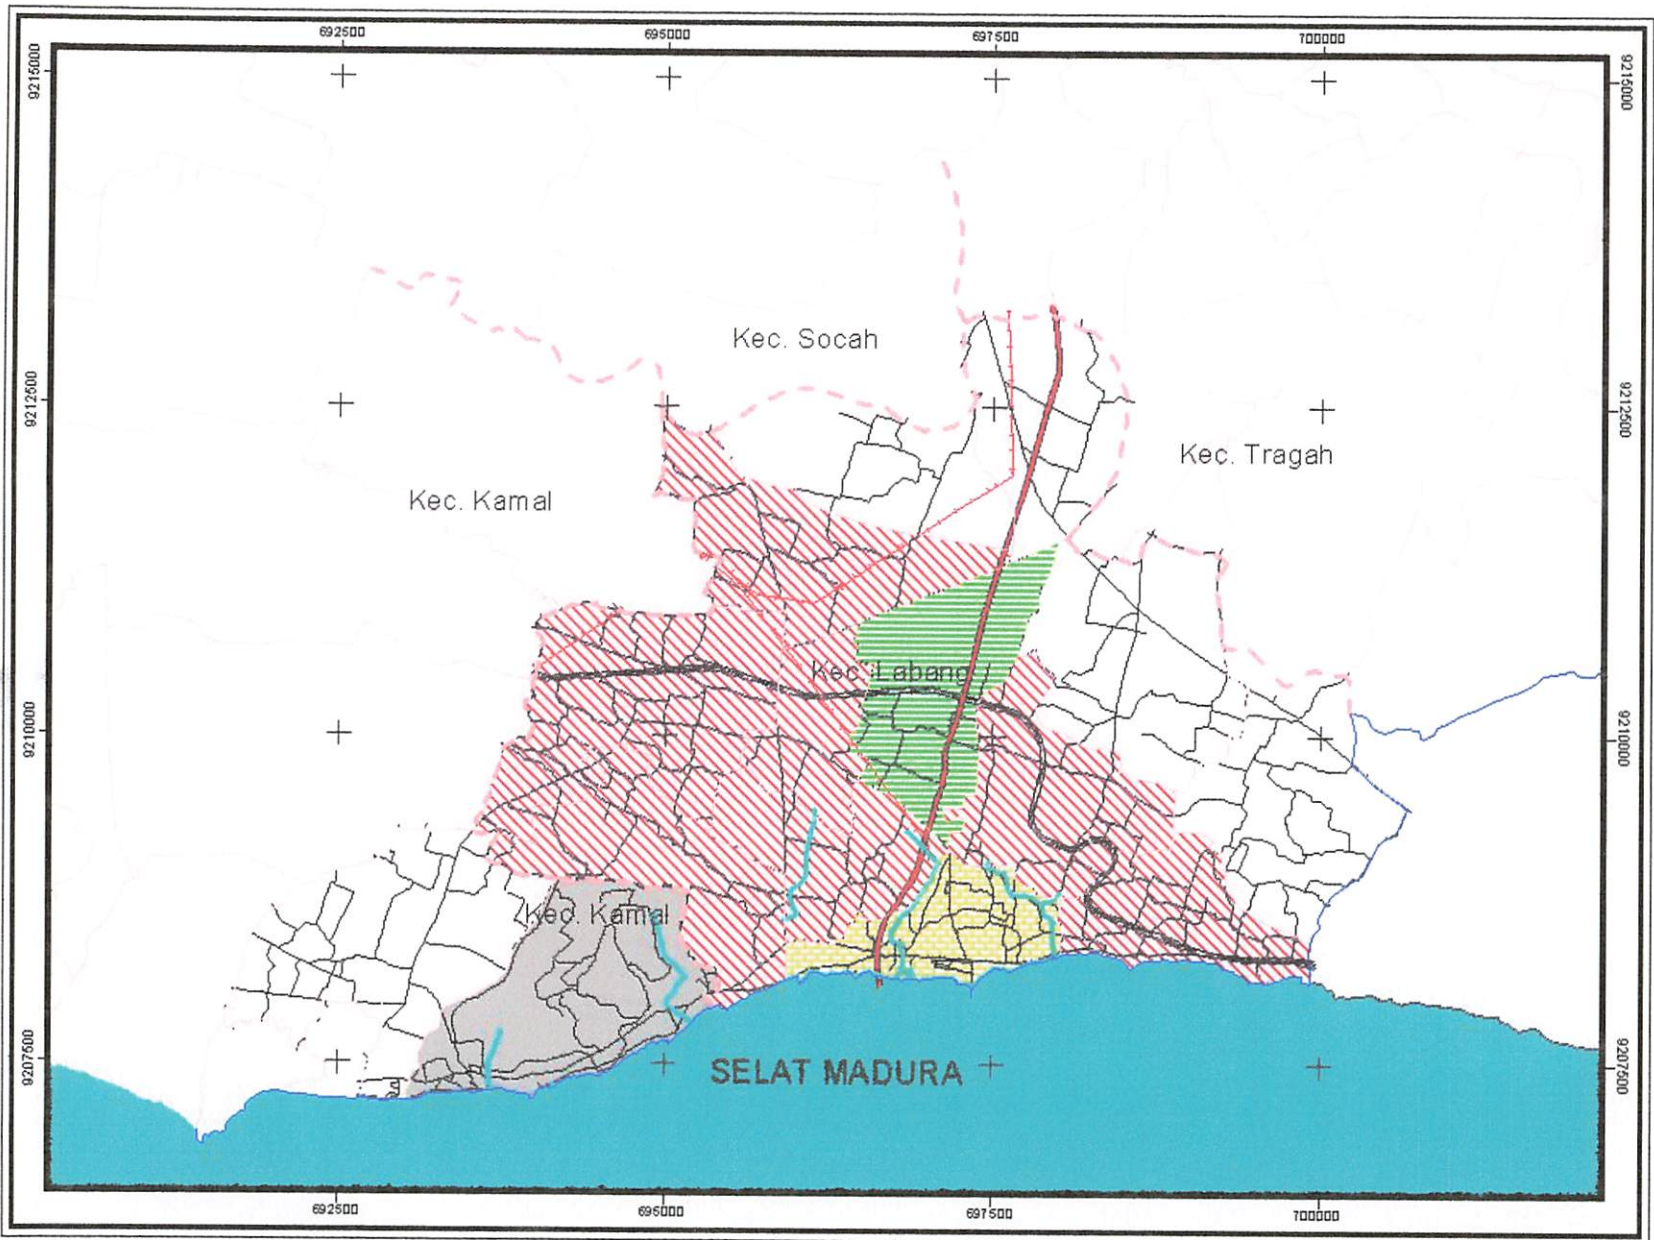 692500 695000 697500 700000
9215000 9215000
Kec. Socah
9212500 9212500
Kec. Tragah
Kec. Kamal
Kec. Labang
9210000 9210000
Kec. Kamal
9207500 9207500
SELAT MADURA
692500 695000 697500 700000